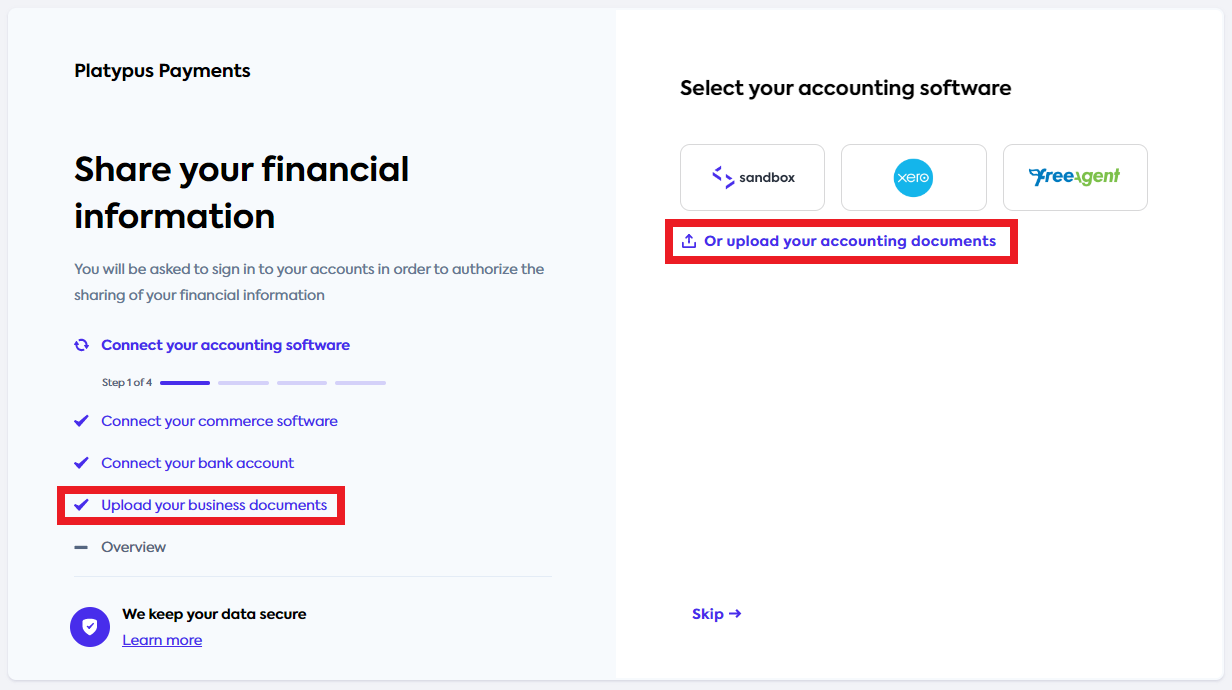 Platypus Payments
Share your financial
information
You will be asked to sign in to your accounts in order to authorize the
sharing of your financial information
Connect your accounting software
Step 1 of 4
Connect your commerce software
Connect your bank account
Upload your business documents
Overview
We keep your data secure
Learn more
Select your accounting software
sandbox
xero
FreeAgent
Or upload your accounting documents
Skip →